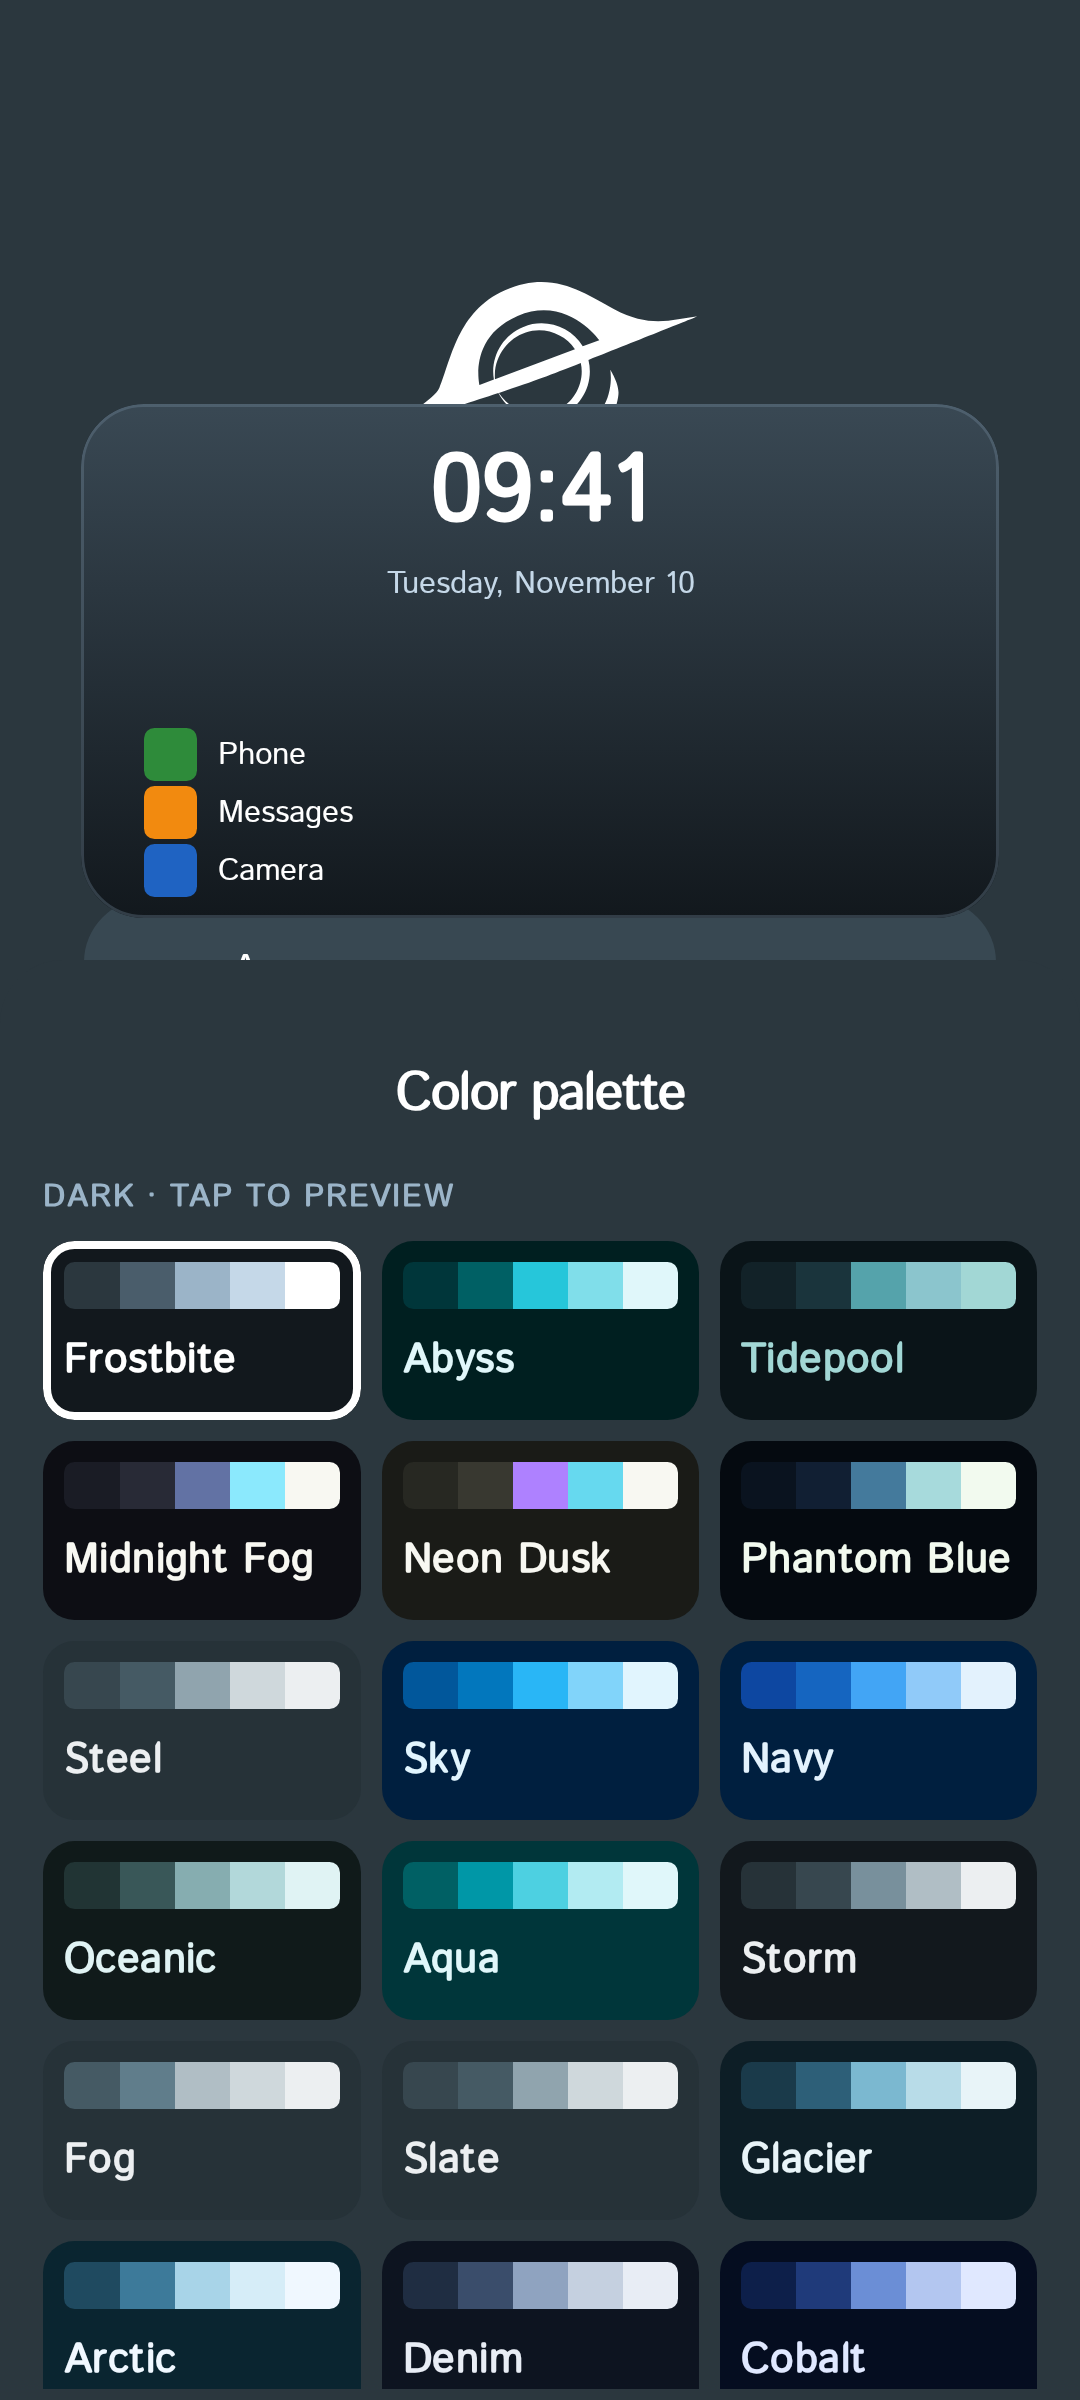 09:41
Tuesday, November 10
Phone
Messages
Camera
Color palette
DARK · TAP TO PREVIEW
Frostbite
Abyss
Tidepool
Midnight Fog
Neon Dusk
Phantom Blue
Steel
Sky
Navy
Oceanic
Aqua
Storm
Fog
Slate
Glacier
Arctic
Denim
Cobalt